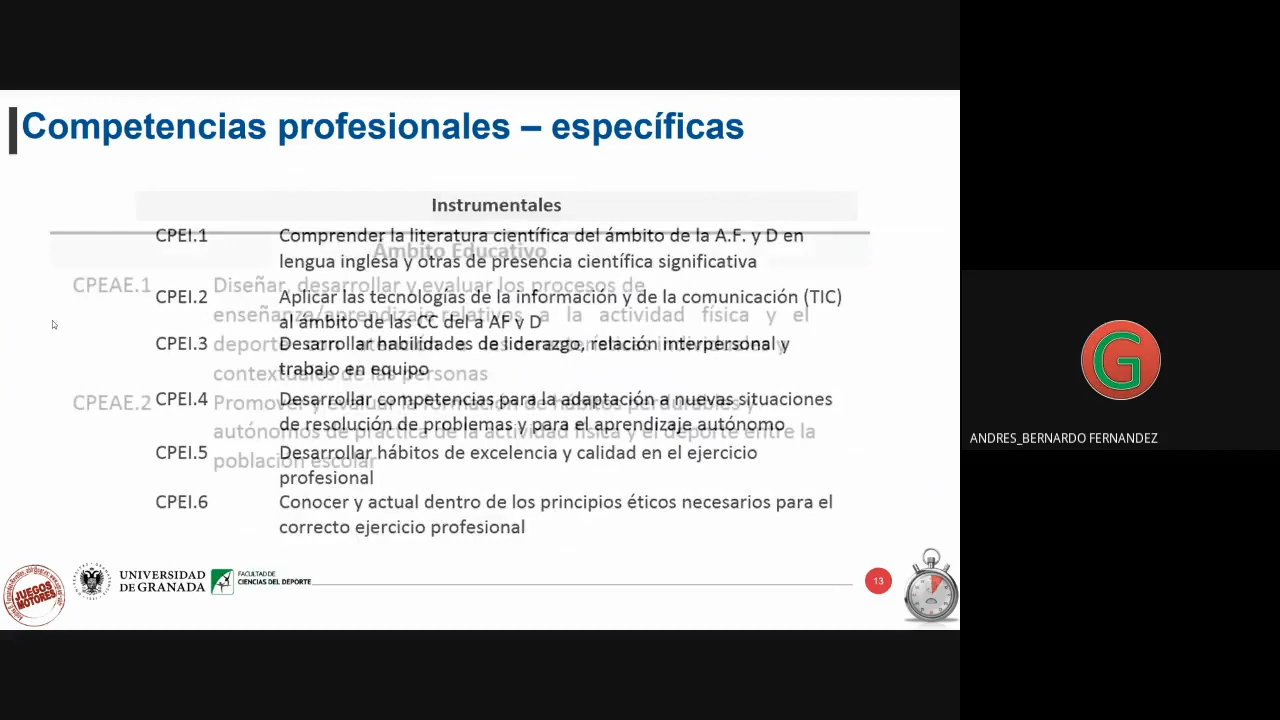 Competencias profesionales – específicas
Instrumentales
CPEI.1 Comprender la literatura científica del ámbito de la A.F. y D en
lengua inglesa y otras de presencia científica significativa
CPEI.2 Aplicar las tecnologías de la información y de la comunicación (TIC)
al ámbito de las CC del a AF y D
CPEI.3 Desarrollar habilidades de liderazgo, relación interpersonal y
trabajo en equipo
CPEI.4 Desarrollar competencias para la adaptación a nuevas situaciones
de resolución de problemas y para el aprendizaje autónomo
CPEI.5 Desarrollar hábitos de excelencia y calidad en el ejercicio
profesional
CPEI.6 Conocer y actual dentro de los principios éticos necesarios para el
correcto ejercicio profesional
Ámbito Educativo
CPEAE.1 Diseñar, desarrollar y evaluar los procesos de
enseñanza/aprendizaje relativos a la actividad física y el
deporte con atención a las características individuales y
contextuales de las personas
CPEAE.2 Promover y evaluar la formación de hábitos perdurables y
autónomos de práctica de la actividad física y el deporte entre la
población escolar
JUEGOS
MOTORES
UNIVERSIDAD
DE GRANADA
FACULTAD DE
CIENCIAS DEL DEPORTE
13
G
ANDRES_BERNARDO FERNANDEZ